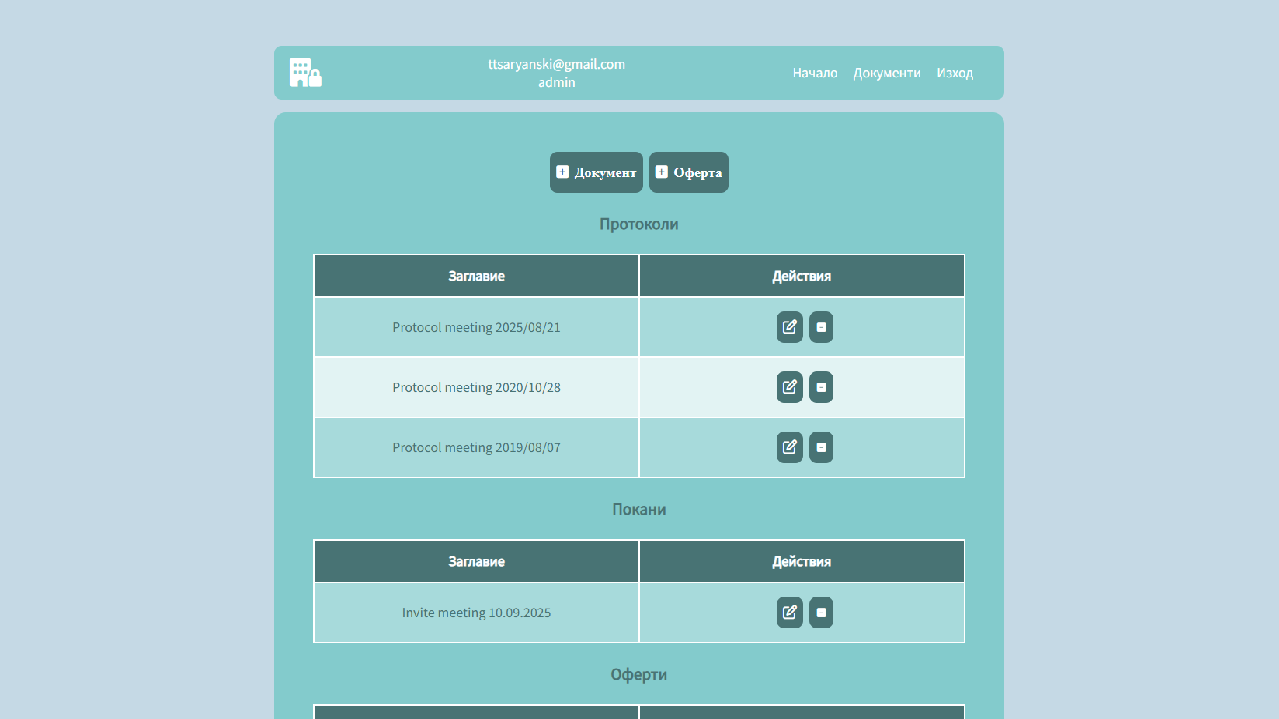 ttsaryanski@gmail.com
admin
Начало Документи Изход
Документ Оферта
Протоколи
Заглавие Действия
Protocol meeting 2025/08/21
Protocol meeting 2020/10/28
Protocol meeting 2019/08/07
Покани
Заглавие Действия
Invite meeting 10.09.2025
Оферти